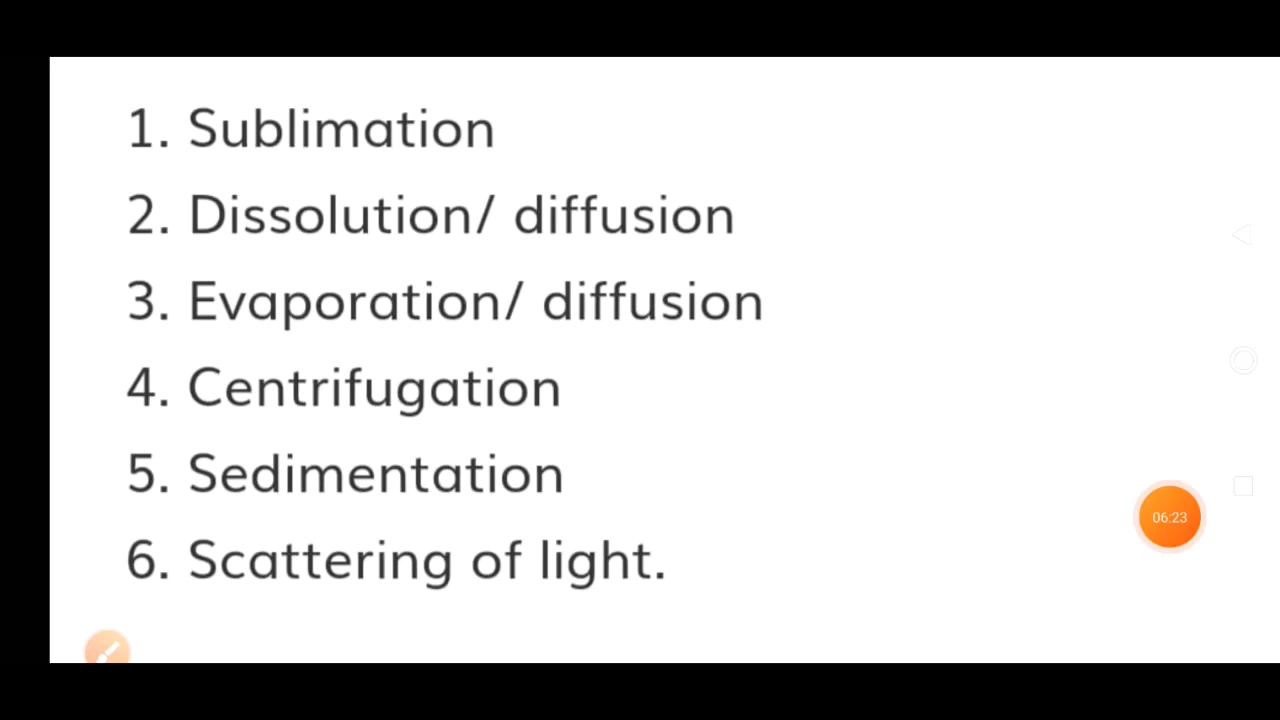 1. Sublimation
2. Dissolution/ diffusion
3. Evaporation/ diffusion
4. Centrifugation
5. Sedimentation
06:23
6. Scattering of light.